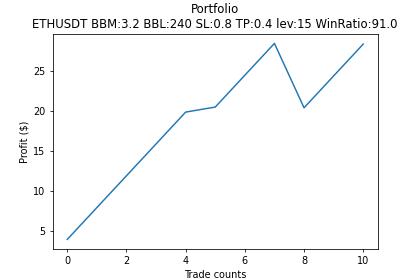 Portfolio
ETHUSDT BBM:3.2 BBL:240 SL:0.8 TP:0.4 lev:15 WinRatio:91.0
25
20
15
10
5
Profit ($)
0 2 4 6 8 10
Trade counts